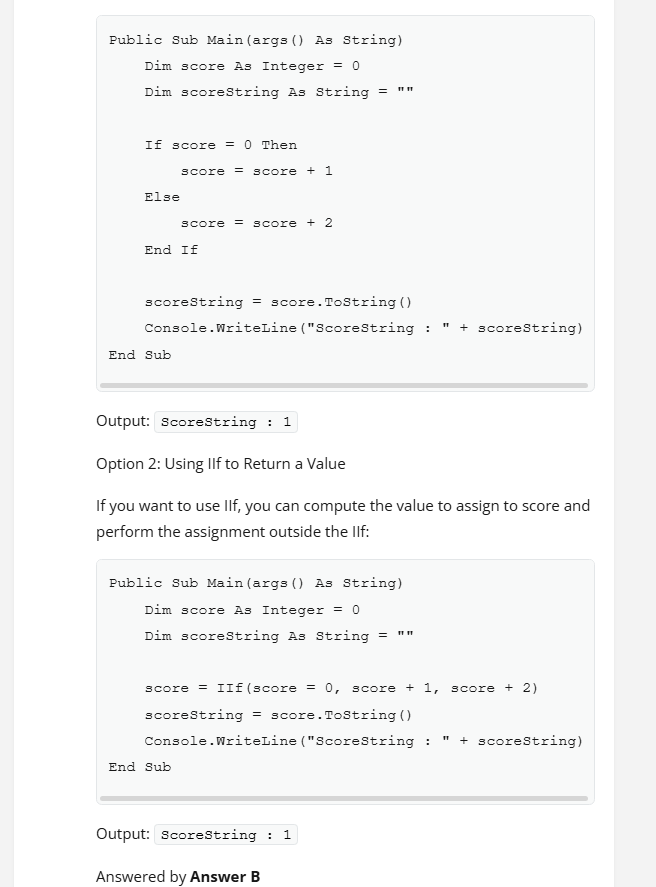 Public Sub Main(args() As String)
    Dim score As Integer = 0
    Dim scoreString As String = ""
    If score = 0 Then
        score = score + 1
    Else
        score = score + 2
    End If
    scoreString = score.ToString()
    Console.WriteLine("ScoreString : " + scoreString)
End Sub
Output: ScoreString : 1
Option 2: Using IIf to Return a Value
If you want to use IIf, you can compute the value to assign to score and
perform the assignment outside the IIf:
Public Sub Main(args() As String)
    Dim score As Integer = 0
    Dim scoreString As String = ""
    score = IIf(score = 0, score + 1, score + 2)
    scoreString = score.ToString()
    Console.WriteLine("ScoreString : " + scoreString)
End Sub
Output: ScoreString : 1
Answered by Answer B